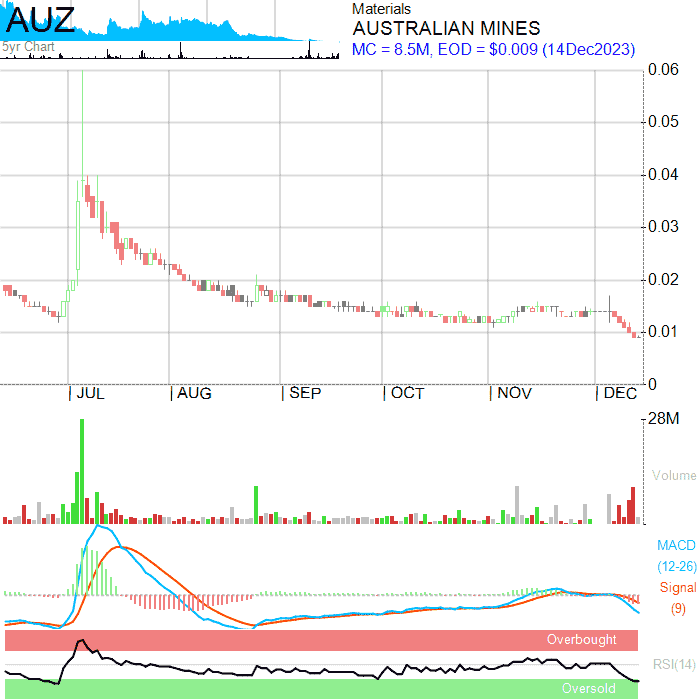 AUZ
5yr Chart
Materials
AUSTRALIAN MINES
MC = 8.5M, EOD = $0.009 (14Dec2023)
0.06
0.05
0.04
0.03
0.02
0.01
0
JUL AUG SEP OCT NOV DEC
28M
Volume
MACD
(12-26)
Signal
(9)
Overbought
RSI(14)
Oversold